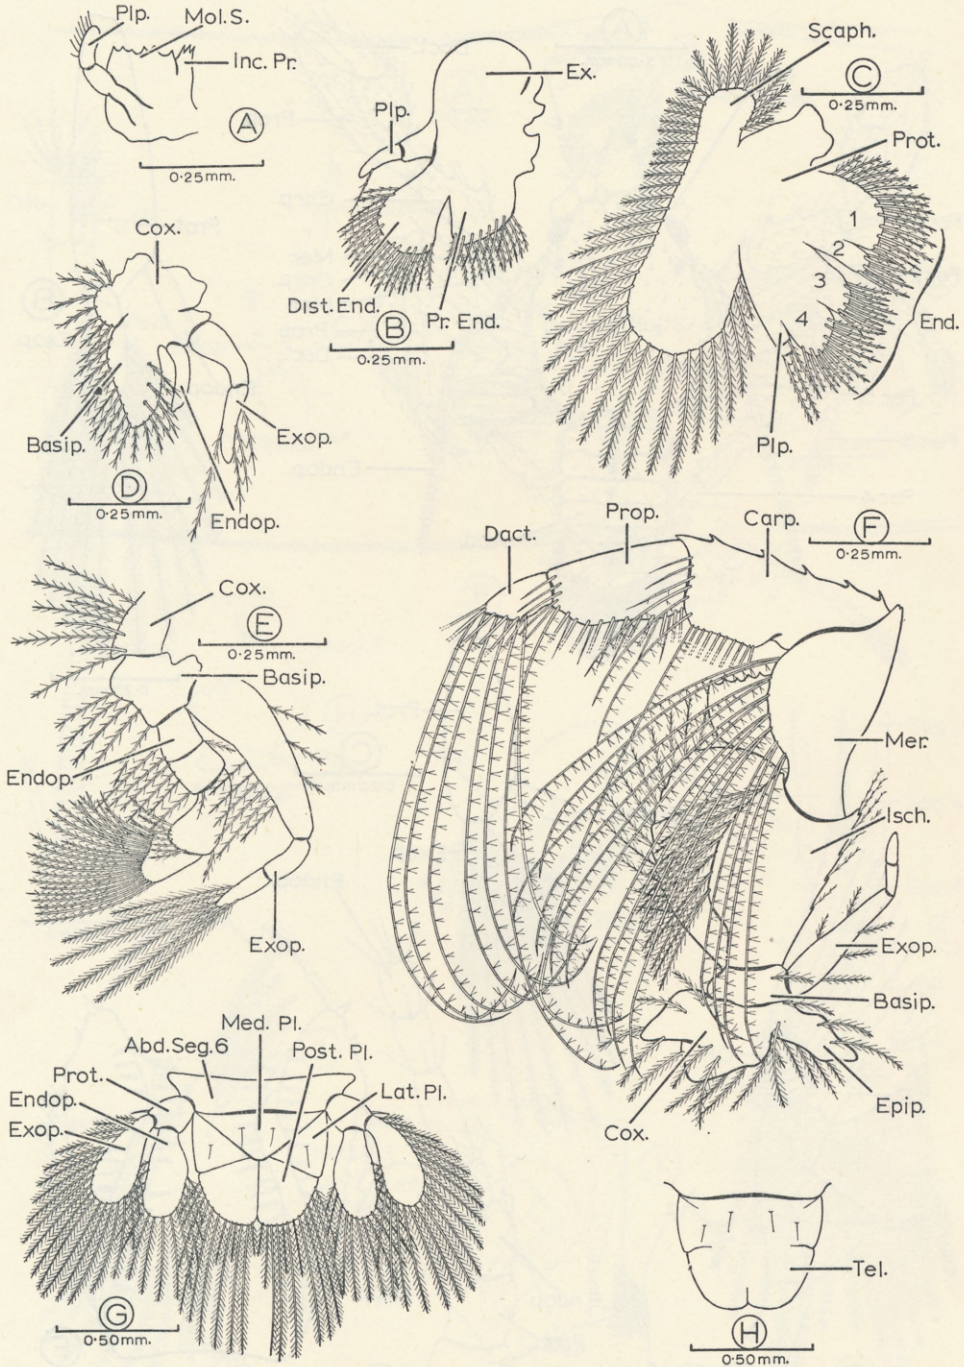 Plp.
Mol.S.
Inc. Pr.
A
0·25mm.
Ex.
Plp.
Dist. End.
Pr. End.
B
0·25mm.
Scaph.
C
0·25mm.
Prot.
1
2
3
4
End.
Plp.
Cox.
Basip.
Exop.
Endop.
D
0·25mm.
Cox.
E
0·25mm.
Basip.
Endop.
Exop.
Dact.
Prop.
Carp.
F
0·25mm.
Mer.
Isch.
Exop.
Basip.
Epip.
Cox.
Med. Pl.
Abd.Seg.6
Post. Pl.
Prot.
Lat. Pl.
Endop.
Exop.
G
0·50mm.
Tel.
H
0·50mm.